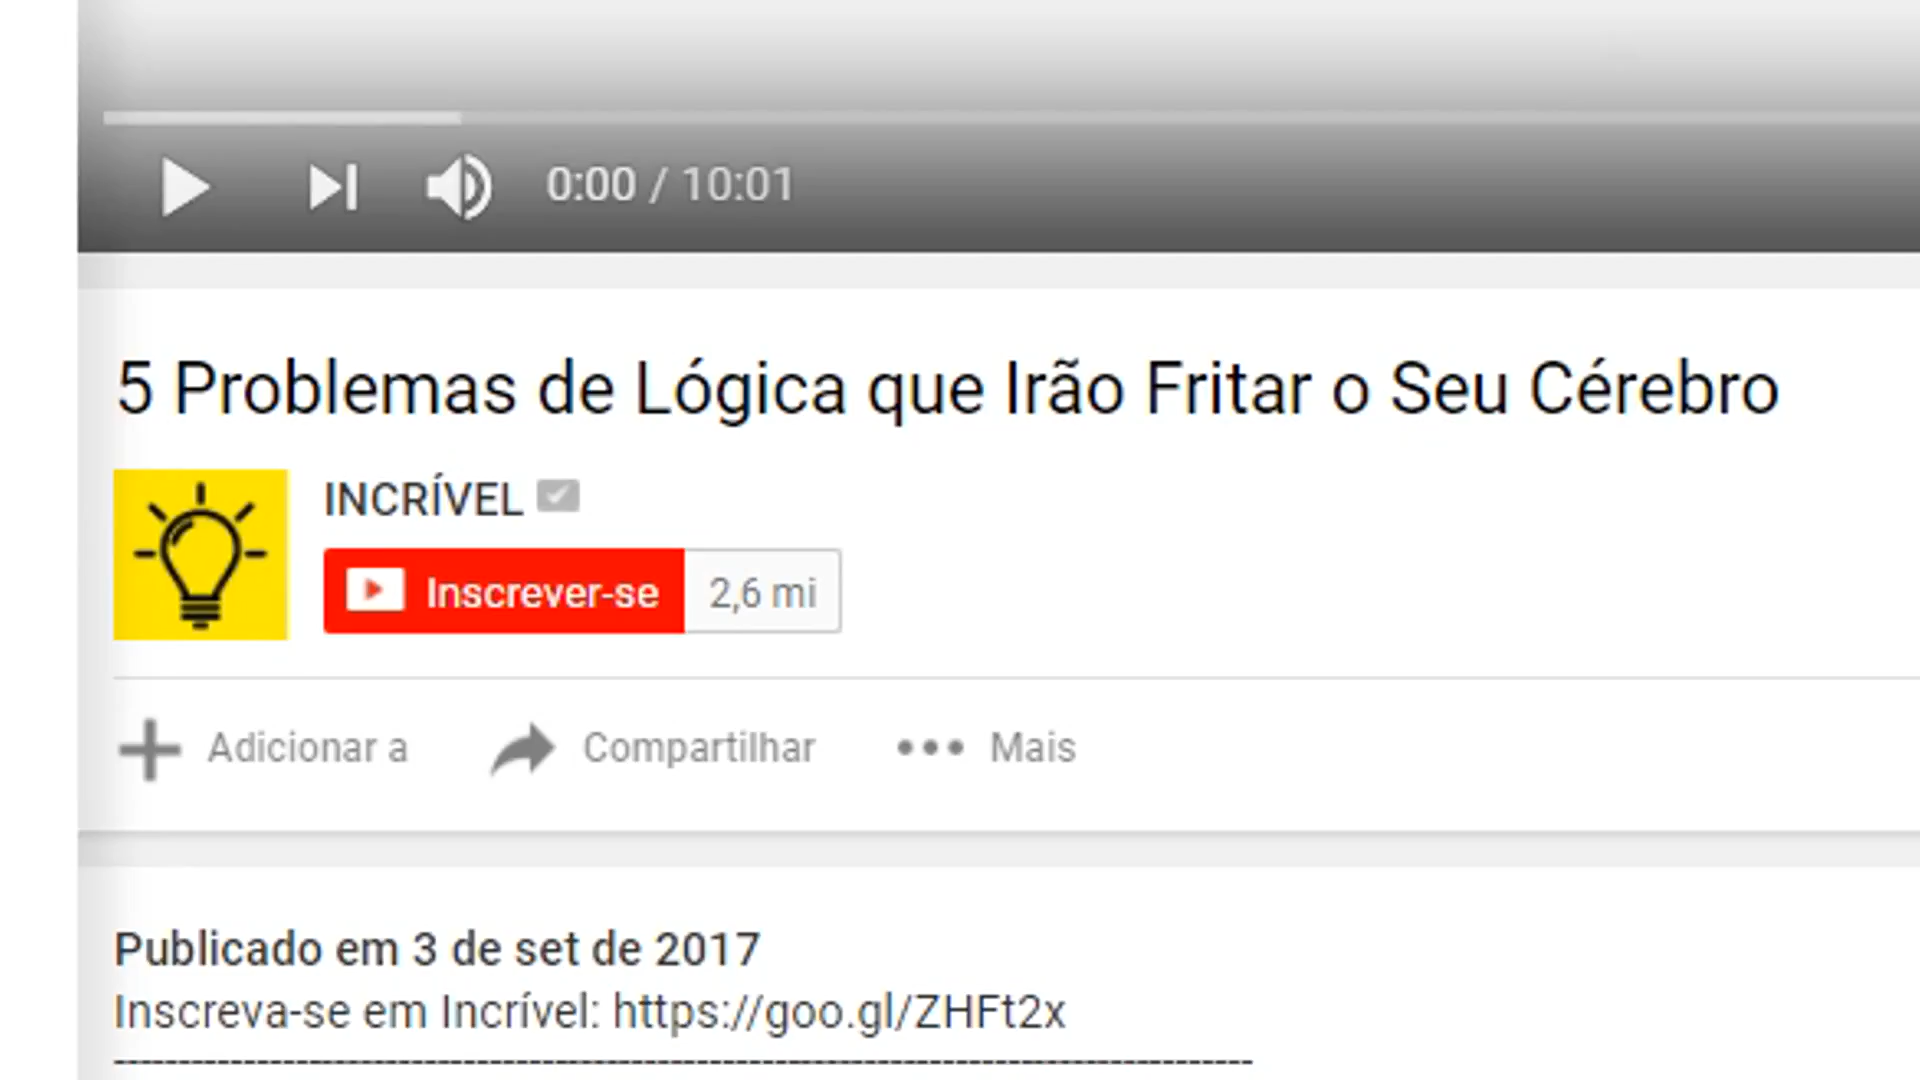 0:00 / 10:01
5 Problemas de Lógica que Irão Fritar o Seu Cérebro
INCRÍVEL
Inscrever-se 2,6 mi
Adicionar a Compartilhar Mais
Publicado em 3 de set de 2017
Inscreva-se em Incrível: https://goo.gl/ZHFt2x